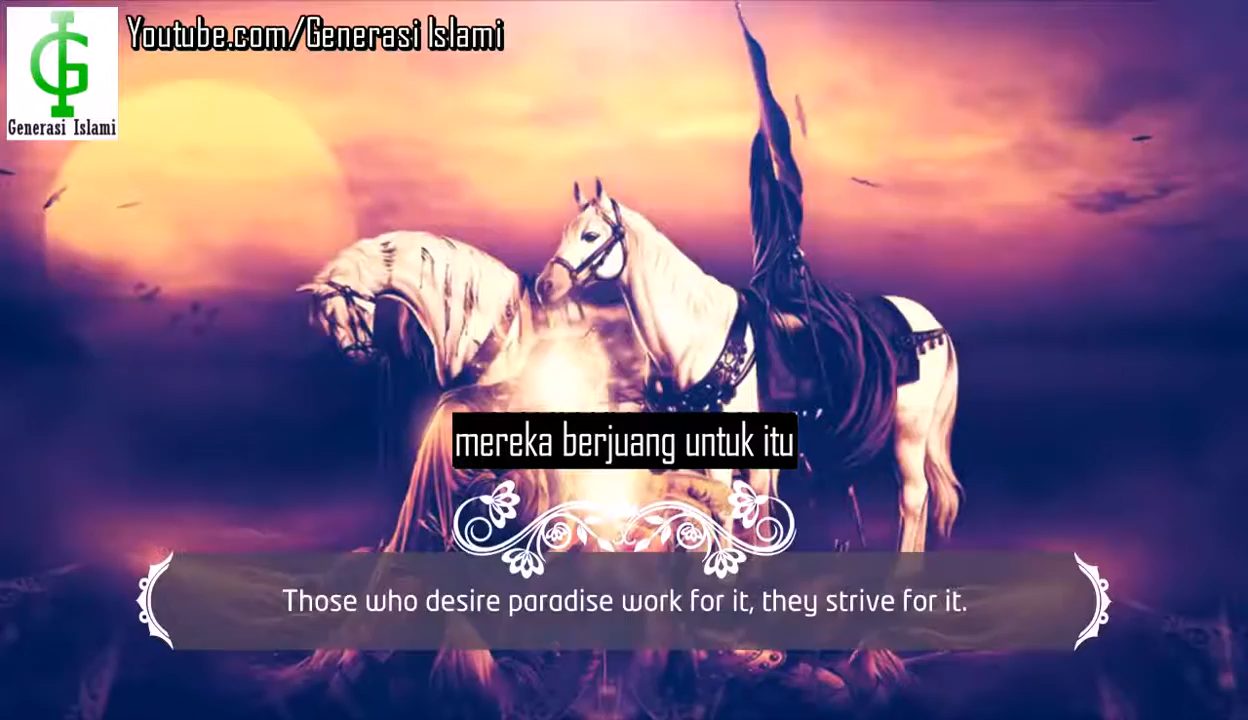 Youtube.com/Generasi Islami
GI
Generasi Islami
mereka berjuang untuk itu
Those who desire paradise work for it, they strive for it.